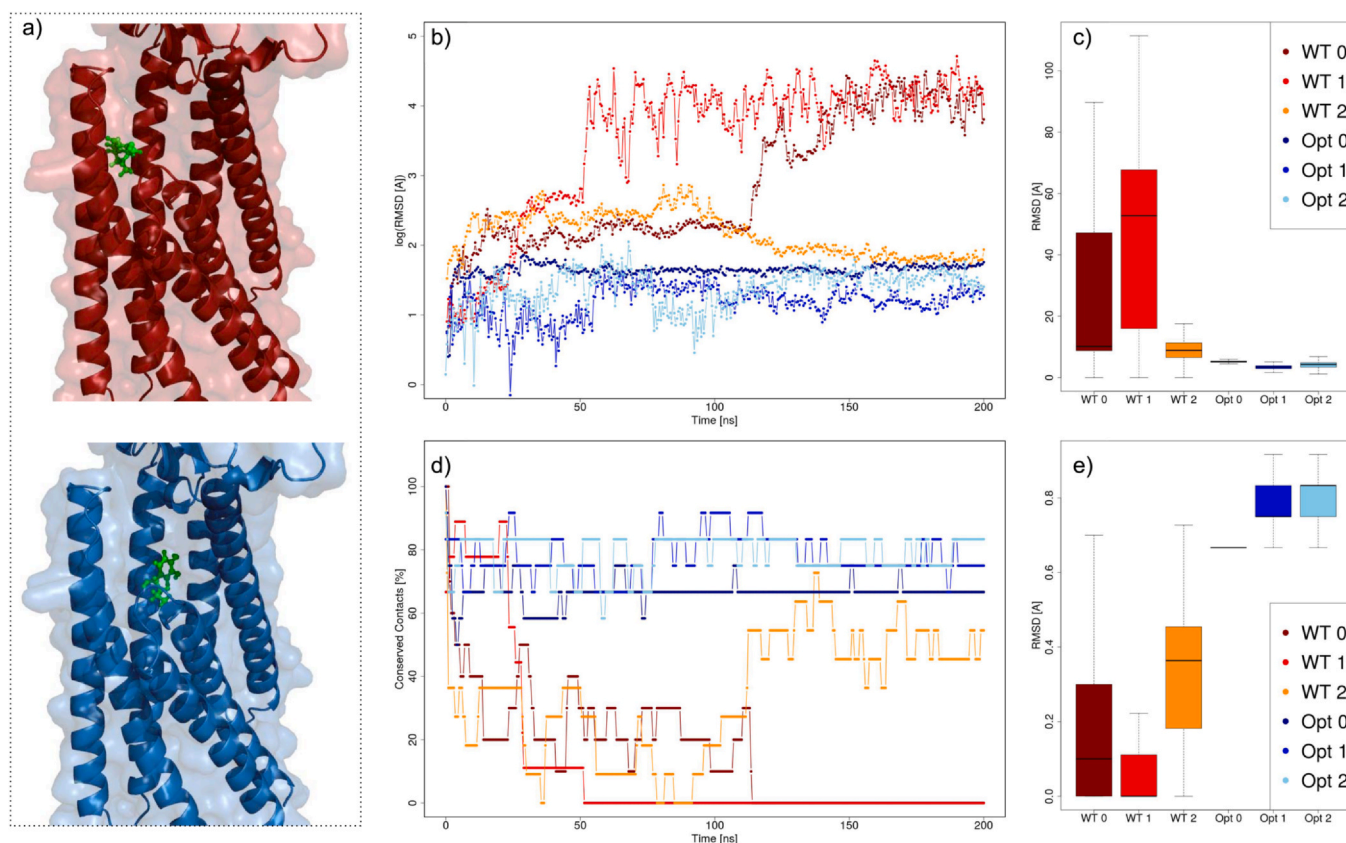 a)
b)
5
4
3
2
1
0
log(RMSD [A])
0 50 100 150 200
Time [ns]
c)
100
80
60
40
20
0
RMSD [A]
WT 0
WT 1
WT 2
Opt 0
Opt 1
Opt 2
WT 0 WT 1 WT 2 Opt 0 Opt 1 Opt 2
d)
100
80
60
40
20
0
Conserved Contacts [%]
0 50 100 150 200
Time [ns]
e)
0.8
0.6
0.4
0.2
0.0
RMSD [A]
WT 0
WT 1
WT 2
Opt 0
Opt 1
Opt 2
WT 0 WT 1 WT 2 Opt 0 Opt 1 Opt 2